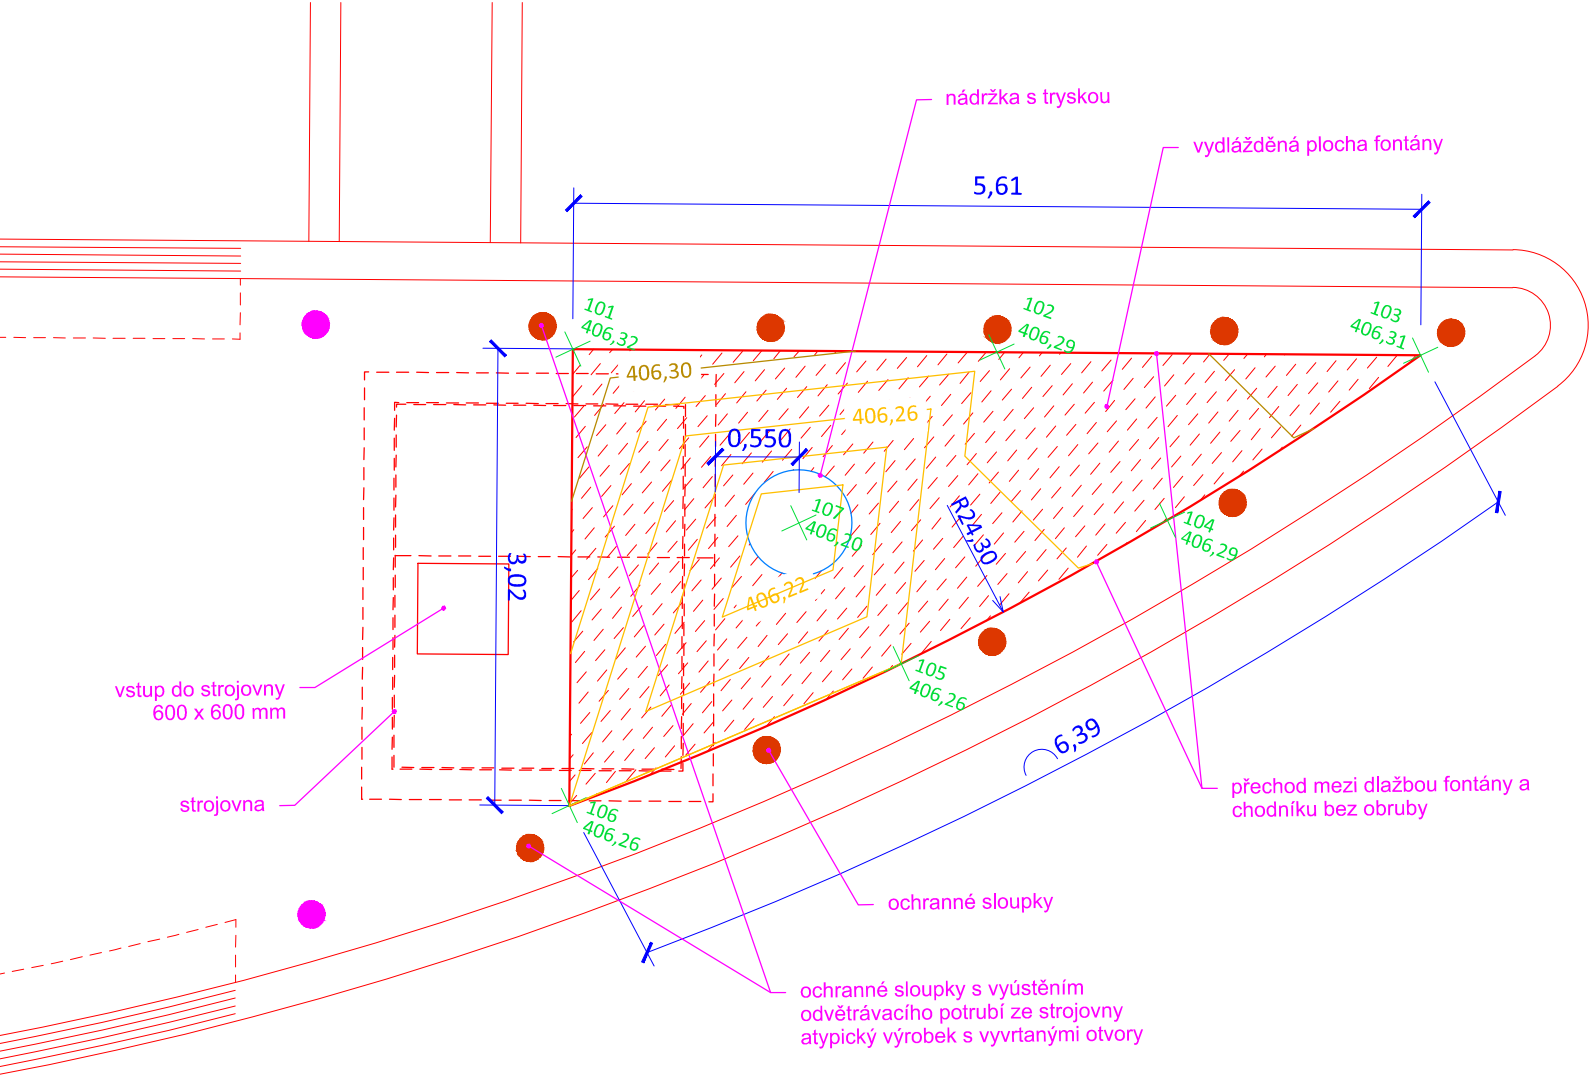 nádržka s tryskou
vydlážděná plocha fontány
5,61
101
406,32
102
406,29
103
406,31
406,30
406,26
0,550
107
406,20
R24,30
104
406,29
3,02
406,22
vstup do strojovny
600 x 600 mm
105
406,26
6,39
strojovna
106
406,26
přechod mezi dlažbou fontány a
chodníku bez obruby
ochranné sloupky
ochranné sloupky s vyústěním
odvětrávacího potrubí ze strojovny
atypický výrobek s vyvrtanými otvory